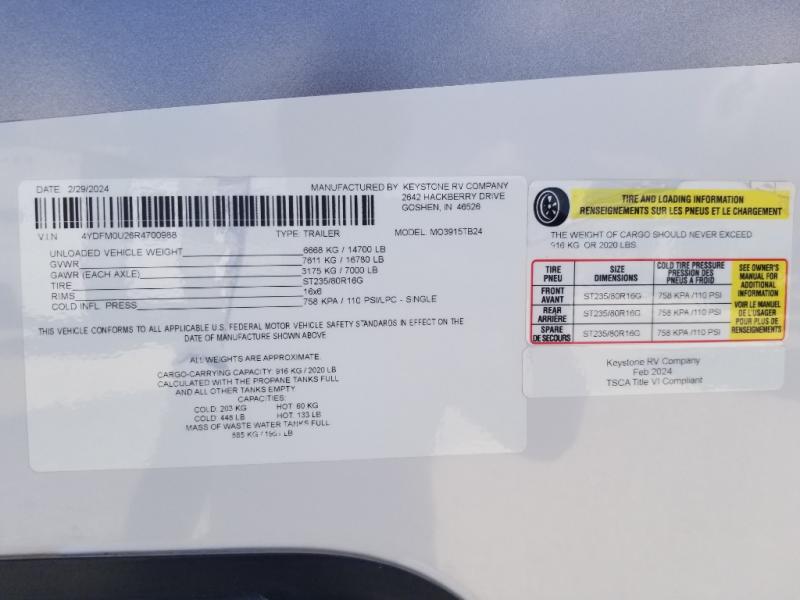 DATE 2/29/2024
MANUFACTURED BY KEYSTONE RV COMPANY
2642 HACKBERRY DRIVE
GOSHEN, IN 46526
VIN 4YDFM0U26R4700988 TYPE: TRAILER MODEL: MO3915TB24
UNLOADED VEHICLE WEIGHT 6668 KG / 14700 LB
GVWR 7611 KG / 16780 LB
GAWR (EACH AXLE) 3175 KG / 7000 LB
TIRE ST235/80R16G
RIMS 16x6
COLD INFL. PRESS 758 KPA / 110 PSI/LPC - SINGLE
THIS VEHICLE CONFORMS TO ALL APPLICABLE U.S. FEDERAL MOTOR VEHICLE SAFETY STANDARDS IN EFFECT ON THE
DATE OF MANUFACTURE SHOWN ABOVE
ALL WEIGHTS ARE APPROXIMATE
CARGO-CARRYING CAPACITY: 916 KG / 2020 LB
CALCULATED WITH THE PROPANE TANKS FULL
AND ALL OTHER TANKS EMPTY
CAPACITIES:
COLD: 203 KG HOT: 60 KG
COLD: 448 LB HOT: 133 LB
MASS OF WASTE WATER TANKS FULL
885 KG / LB
TIRE AND LOADING INFORMATION
RENSEIGNEMENTS SUR LES PNEUS ET LE CHARGEMENT
THE WEIGHT OF CARGO SHOULD NEVER EXCEED
916 KG. OR 2020 LBS.
TIRE
PNEU
SIZE
DIMENSIONS
COLD TIRE PRESSURE
PRESSION DES
PNEUS A FROID
FRONT
AVANT
ST235/80R16G 758 KPA / 110 PSI
REAR
ARRIÈRE
ST235/80R16G 758 KPA / 110 PSI
SPARE
DE SECOURS
ST235/80R16G 758 KPA / 110 PSI
SEE OWNER'S
MANUAL FOR
ADDITIONAL
INFORMATION
VOIR LE MANUEL
DE L'USAGER
POUR PLUS DE
RENSEIGNEMENTS
Keystone RV Company
Feb 2024
TSCA Title VI Compliant